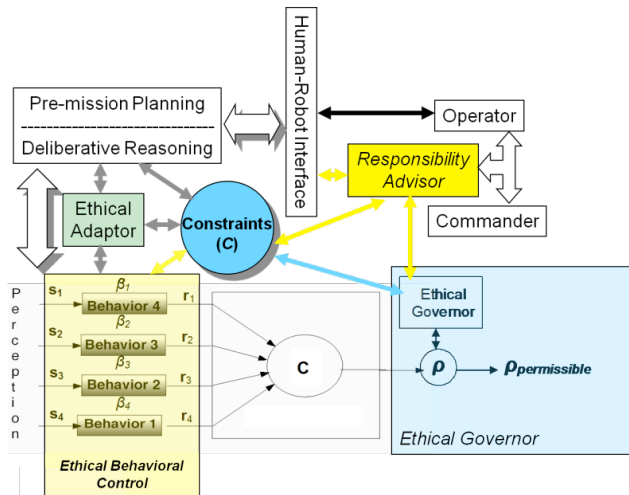 Pre-mission Planning
Deliberative Reasoning
Human-Robot Interface
Operator
Responsibility
Advisor
Commander
Ethical
Adaptor
Constraints
(C)
Perception
s1 β1 r1
Behavior 4
s2 β2 r2
Behavior 3
s3 β3 r3
Behavior 2
s4 β4 r4
Behavior 1
Ethical Behavioral
Control
C
Ethical
Governor
ρ
ρpermissible
Ethical Governor